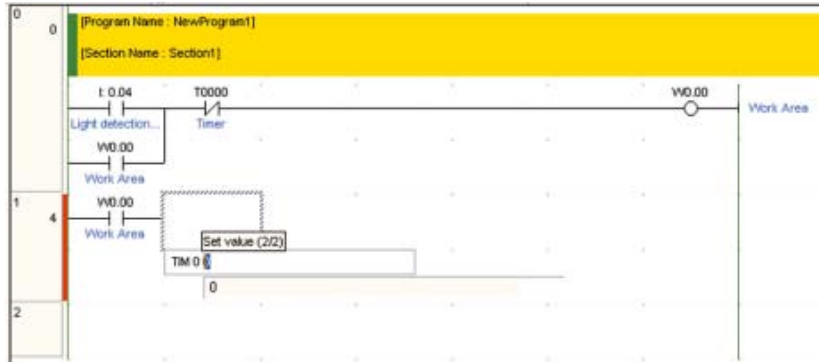 0
0
[Program Name : NewProgram1]
[Section Name : Section1]
I: 0.04 T0000 W0.00
Light detection... Timer Work Area
W0.00
Work Area
1
4
W0.00
Work Area
Set value (2/2)
TIM 0 0
0
2